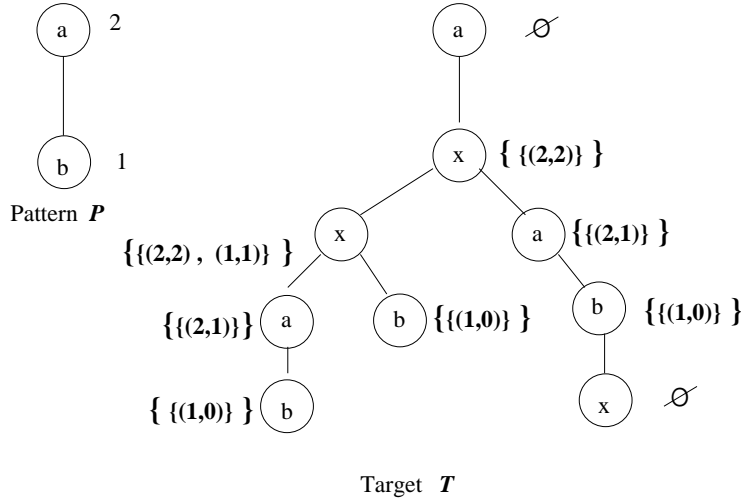 a 2
a Ø
b 1
x { {(2,2)} }
Pattern P
x
a {{(2,1)} }
{{(2,2) , (1,1)} }
{{(2,1)}} a
b {{(1,0)} }
b {{(1,0)} }
{ {(1,0)} } b
x Ø
Target T